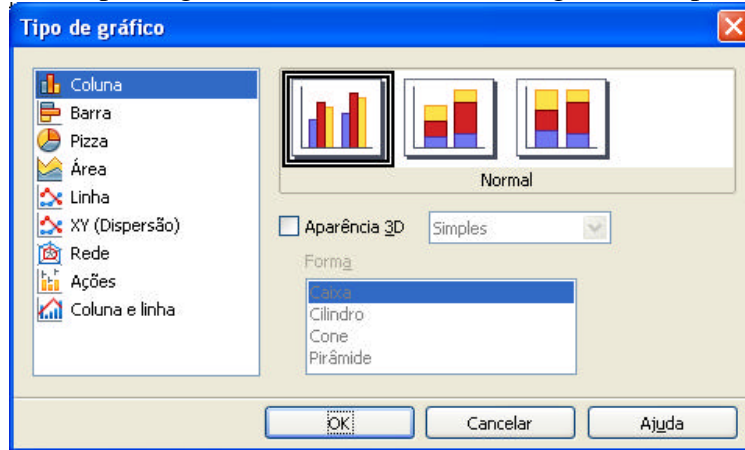 Tipo de gráfico
Coluna
Barra
Pizza
Área
Linha
XY (Dispersão)
Rede
Ações
Coluna e linha
Normal
Aparência 3D
Simples
Forma
Caixa
Cilindro
Cone
Pirâmide
OK
Cancelar
Ajuda